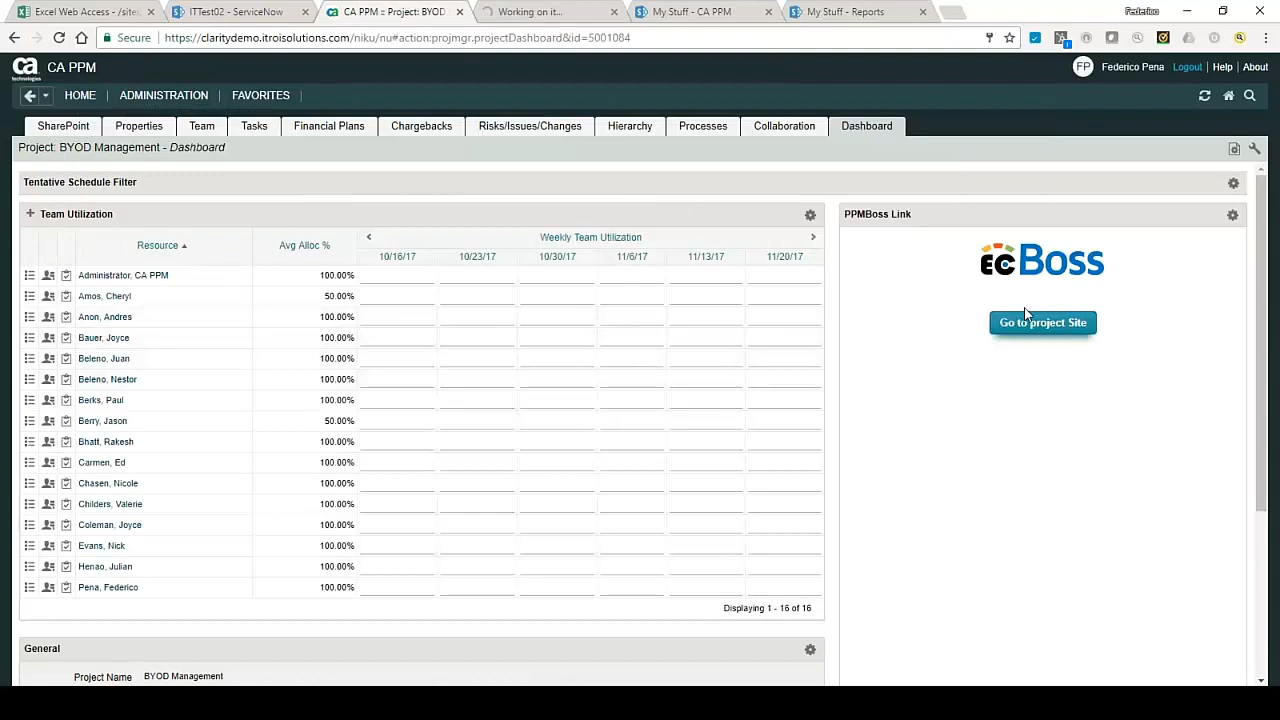 Excel Web Access - /site:
ITTest02 - ServiceNow
CA PPM :: Project: BYOD
Working on it...
My Stuff - CA PPM
My Stuff - Reports
Federico
Secure
https://claritydemo.itroisolutions.com/niku/nu#action:projmgr.projectDashboard&id=5001084
ca technologies
CA PPM
FP Federico Pena Logout | Help | About
HOME | ADMINISTRATION | FAVORITES |
SharePoint Properties Team Tasks Financial Plans Chargebacks Risks/Issues/Changes Hierarchy Processes Collaboration Dashboard
Project: BYOD Management - Dashboard
Tentative Schedule Filter
+ Team Utilization
Resource Avg Alloc % < Weekly Team Utilization >
10/16/17 10/23/17 10/30/17 11/6/17 11/13/17 11/20/17
Administrator, CA PPM 100.00%
Amos, Cheryl 50.00%
Anon, Andres 100.00%
Bauer, Joyce 100.00%
Beleno, Juan 100.00%
Beleno, Nestor 100.00%
Berks, Paul 100.00%
Berry, Jason 50.00%
Bhatt, Rakesh 100.00%
Carmen, Ed 100.00%
Chasen, Nicole 100.00%
Childers, Valerie 100.00%
Coleman, Joyce 100.00%
Evans, Nick 100.00%
Henao, Julian 100.00%
Pena, Federico 100.00%
Displaying 1 - 16 of 16
PPMBoss Link
ecBoss
Go to project Site
General
Project Name BYOD Management